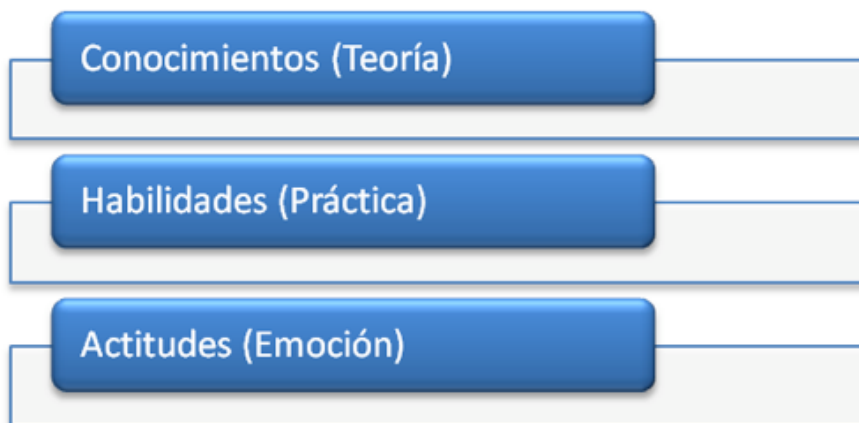 Conocimientos (Teoría)
Habilidades (Práctica)
Actitudes (Emoción)